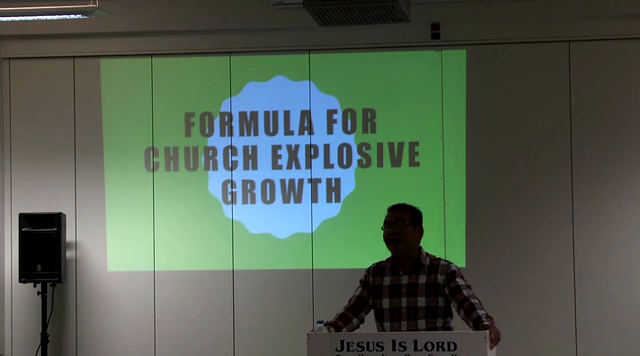 FORMULA FOR
CHURCH EXPLOSIVE
GROWTH
JESUS IS LORD